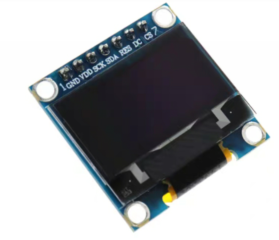 1 GND VDD SCK SDA RES DC CS 7